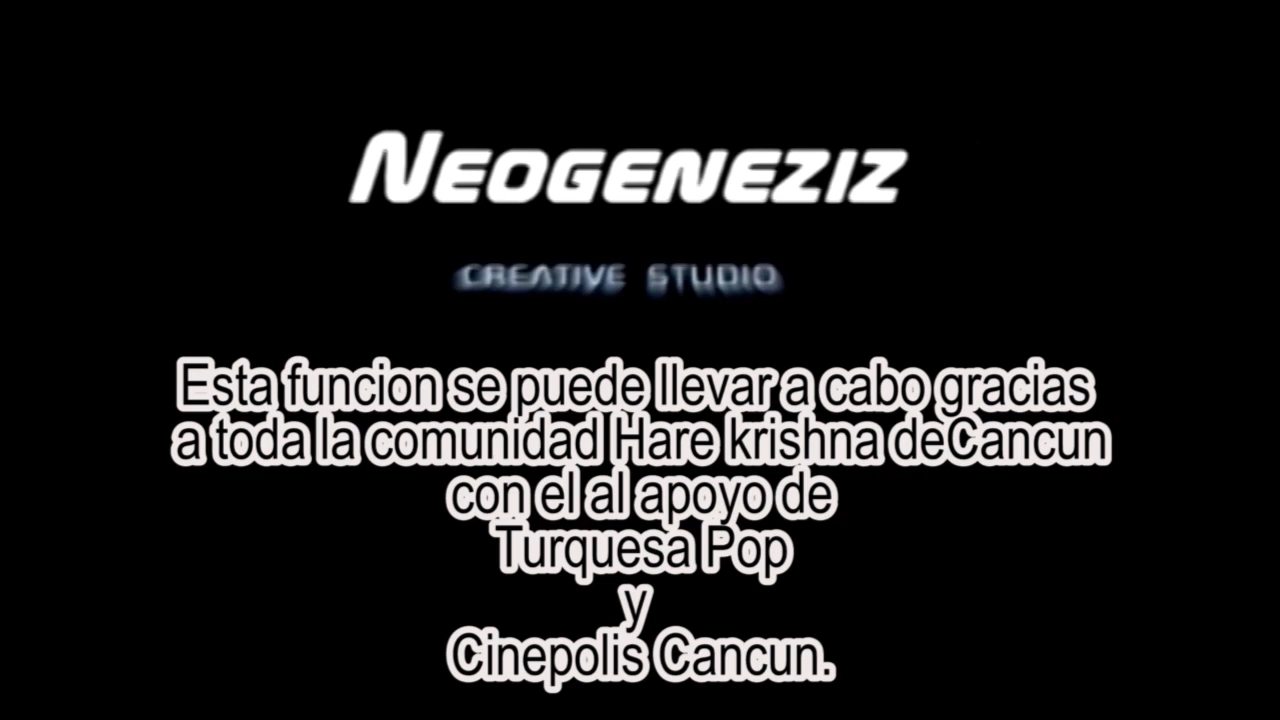 NEOGENEZIZ
CREATIVE STUDIO
Esta funcion se puede llevar a cabo gracias
a toda la comunidad Hare krishna deCancun
con el al apoyo de
Turquesa Pop
y
Cinepolis Cancun.